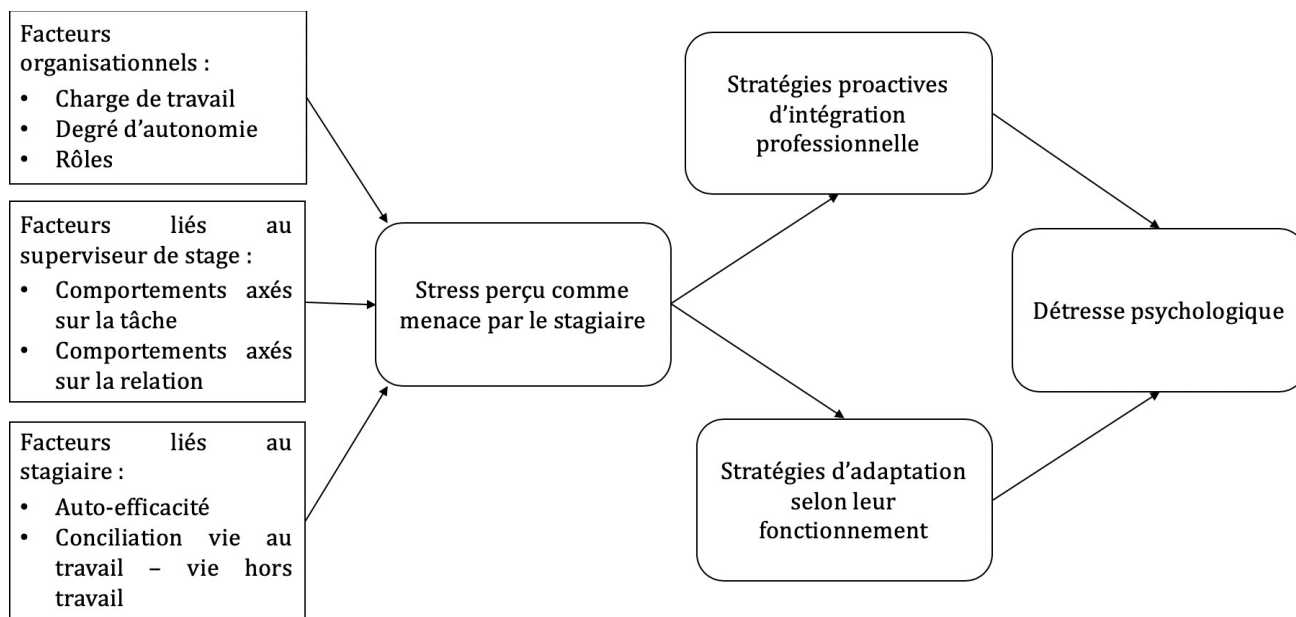 Facteurs
organisationnels :
• Charge de travail
• Degré d’autonomie
• Rôles
Facteurs liés au
superviseur de stage :
• Comportements axés
sur la tâche
• Comportements axés
sur la relation
Facteurs liés au
stagiaire :
• Auto-efficacité
• Conciliation vie au
travail – vie hors
travail
Stress perçu comme
menace par le stagiaire
Stratégies proactives
d’intégration
professionnelle
Stratégies d’adaptation
selon leur
fonctionnement
Détresse psychologique